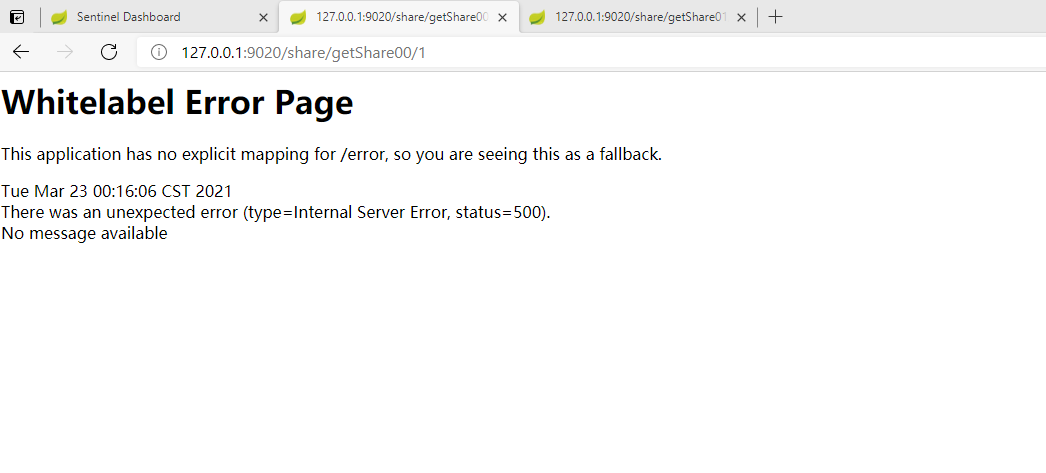 Sentinel Dashboard
127.0.0.1:9020/share/getShare00
127.0.0.1:9020/share/getShare01
127.0.0.1:9020/share/getShare00/1
Whitelabel Error Page
This application has no explicit mapping for /error, so you are seeing this as a fallback.
Tue Mar 23 00:16:06 CST 2021
There was an unexpected error (type=Internal Server Error, status=500).
No message available